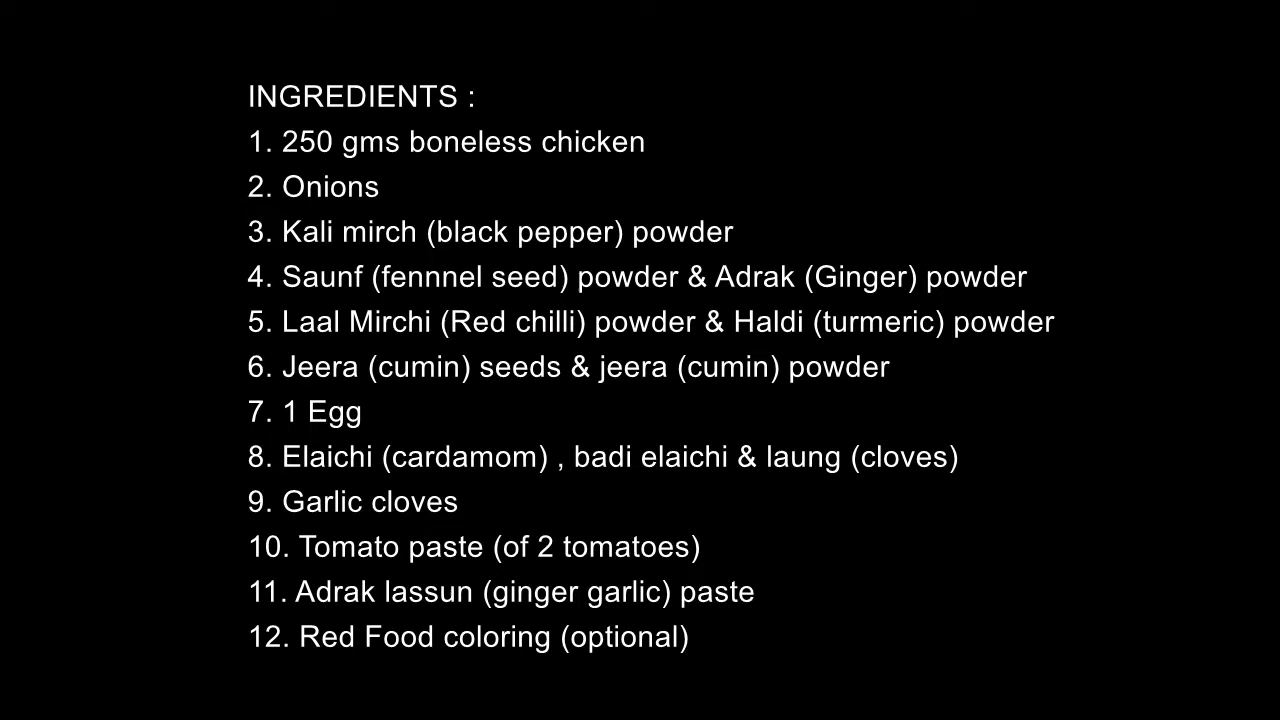 INGREDIENTS :
1. 250 gms boneless chicken
2. Onions
3. Kali mirch (black pepper) powder
4. Saunf (fennnel seed) powder & Adrak (Ginger) powder
5. Laal Mirchi (Red chilli) powder & Haldi (turmeric) powder
6. Jeera (cumin) seeds & jeera (cumin) powder
7. 1 Egg
8. Elaichi (cardamom) , badi elaichi & laung (cloves)
9. Garlic cloves
10. Tomato paste (of 2 tomatoes)
11. Adrak lassun (ginger garlic) paste
12. Red Food coloring (optional)